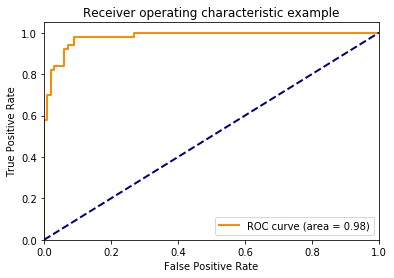 Receiver operating characteristic example
1.0
0.8
0.6
0.4
0.2
0.0
True Positive Rate
ROC curve (area = 0.98)
0.0 0.2 0.4 0.6 0.8 1.0
False Positive Rate